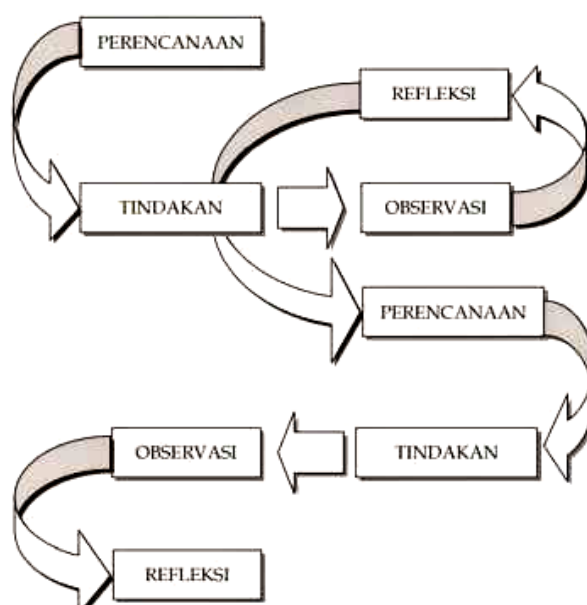 PERENCANAAN
REFLEKSI
TINDAKAN
OBSERVASI
PERENCANAAN
OBSERVASI
TINDAKAN
REFLEKSI